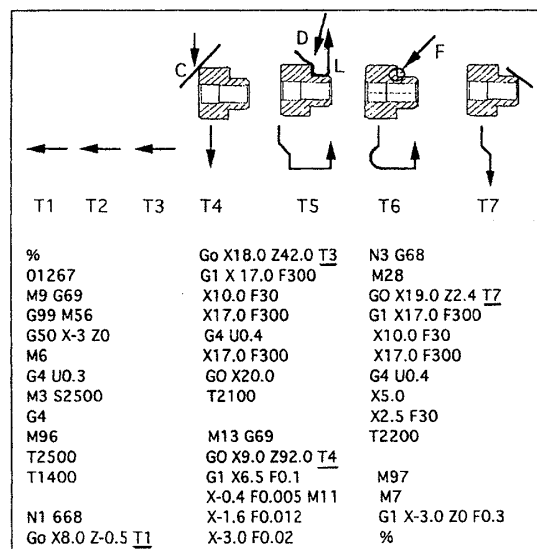 C
D
L
F
T1 T2 T3 T4 T5 T6 T7
%
01267
M9 G69
G99 M56
G50 X-3 Z0
M6
G4 U0.3
M3 S2500
G4
M96
T2500
T1400
N1 668
Go X8.0 Z-0.5 T1
Go X18.0 Z42.0 T3
G1 X 17.0 F300
X10.0 F30
X17.0 F300
G4 U0.4
X17.0 F300
GO X20.0
T2100
M13 G69
GO X9.0 Z92.0 T4
G1 X6.5 F0.1
X-0.4 F0.005 M11
X-1.6 F0.012
X-3.0 F0.02
N3 G68
M28
GO X19.0 Z2.4 T7
G1 X17.0 F300
X10.0 F30
X17.0 F300
G4 U0.4
X5.0
X2.5 F30
T2200
M97
M7
G1 X-3.0 Z0 F0.3
%